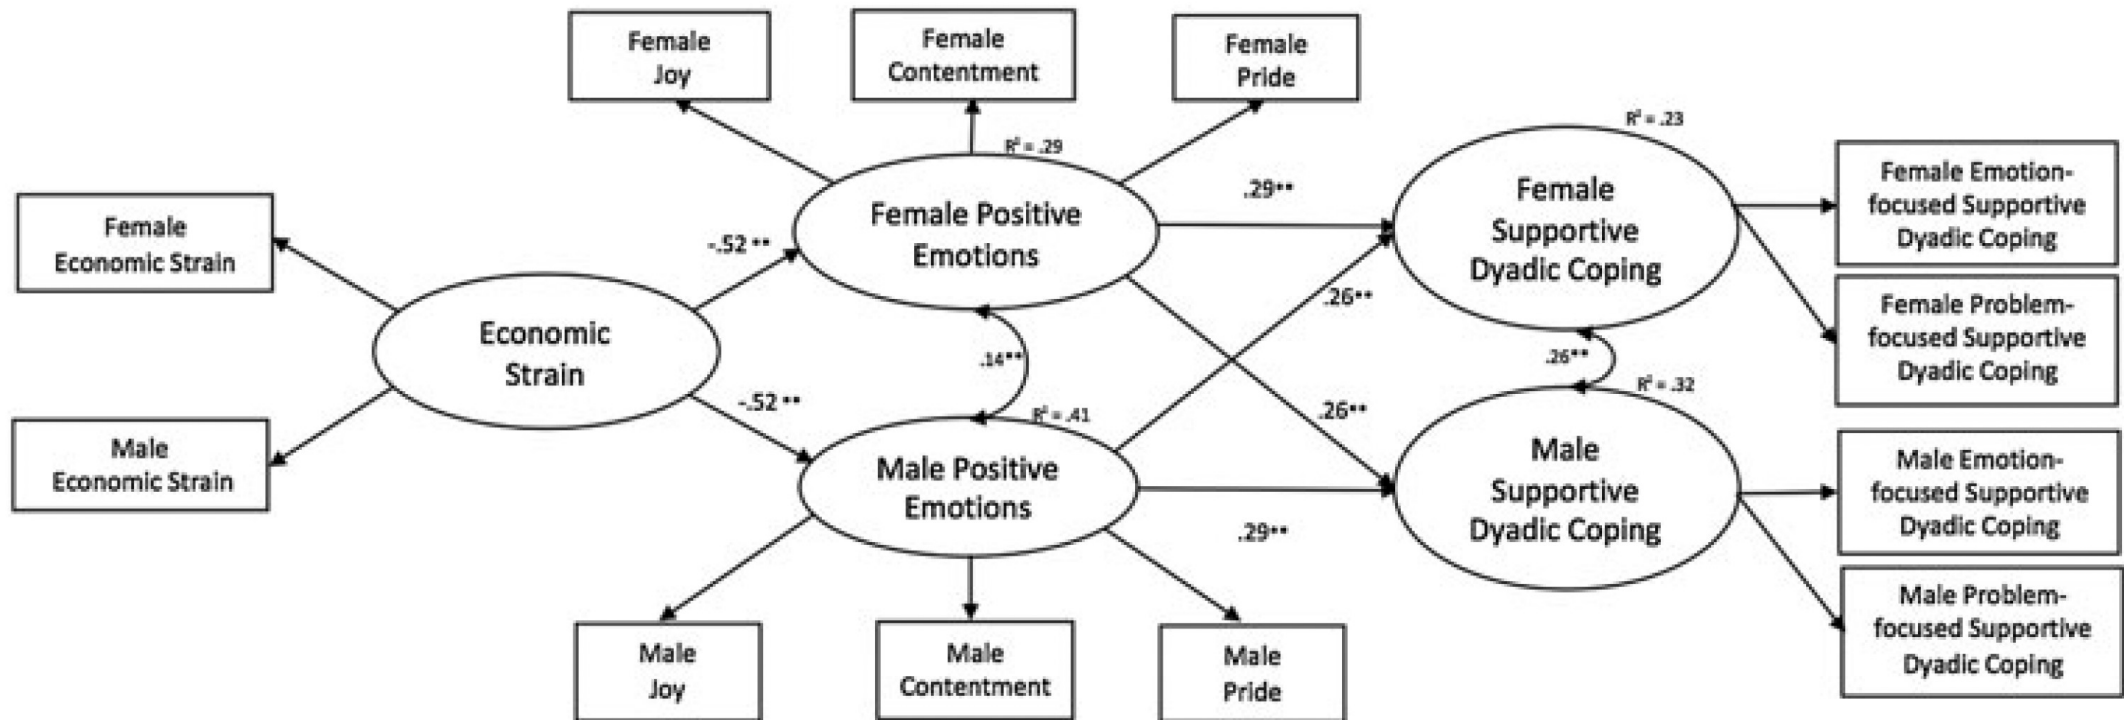 Female
Joy
Female
Contentment
Female
Pride
R² = .29
R² = .23
Female
Economic Strain
-.52 **
Female Positive
Emotions
.29**
Female
Supportive
Dyadic Coping
Female Emotion-
focused Supportive
Dyadic Coping
Female Problem-
focused Supportive
Dyadic Coping
Economic
Strain
.14**
.26**
.26**
R² = .32
Male
Economic Strain
-.52 **
R² = .41
.26**
Male Positive
Emotions
.29**
Male
Supportive
Dyadic Coping
Male Emotion-
focused Supportive
Dyadic Coping
Male Problem-
focused Supportive
Dyadic Coping
Male
Joy
Male
Contentment
Male
Pride